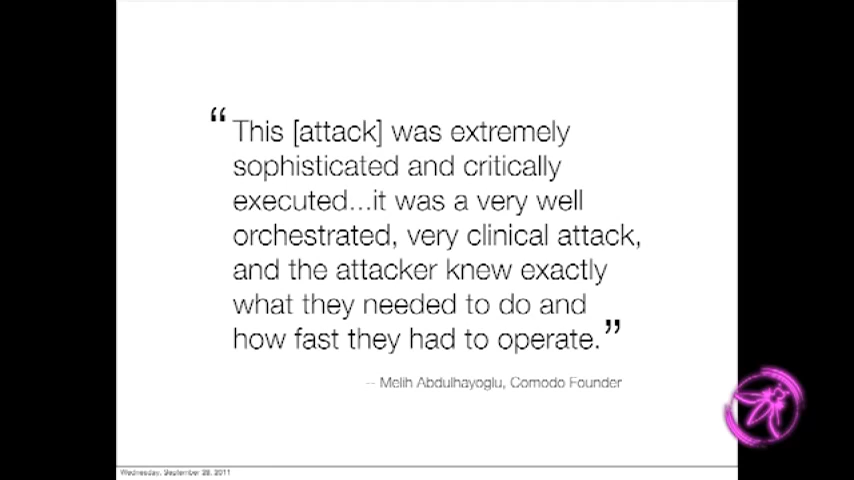 “This [attack] was extremely
sophisticated and critically
executed...it was a very well
orchestrated, very clinical attack,
and the attacker knew exactly
what they needed to do and
how fast they had to operate.”
-- Melih Abdulhayoglu, Comodo Founder
Wednesday, September 28, 2011